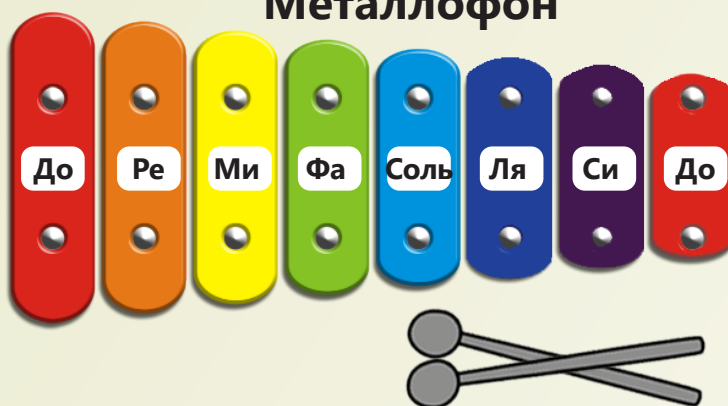 Металлофон
До Ре Ми Фа Соль Ля Си До